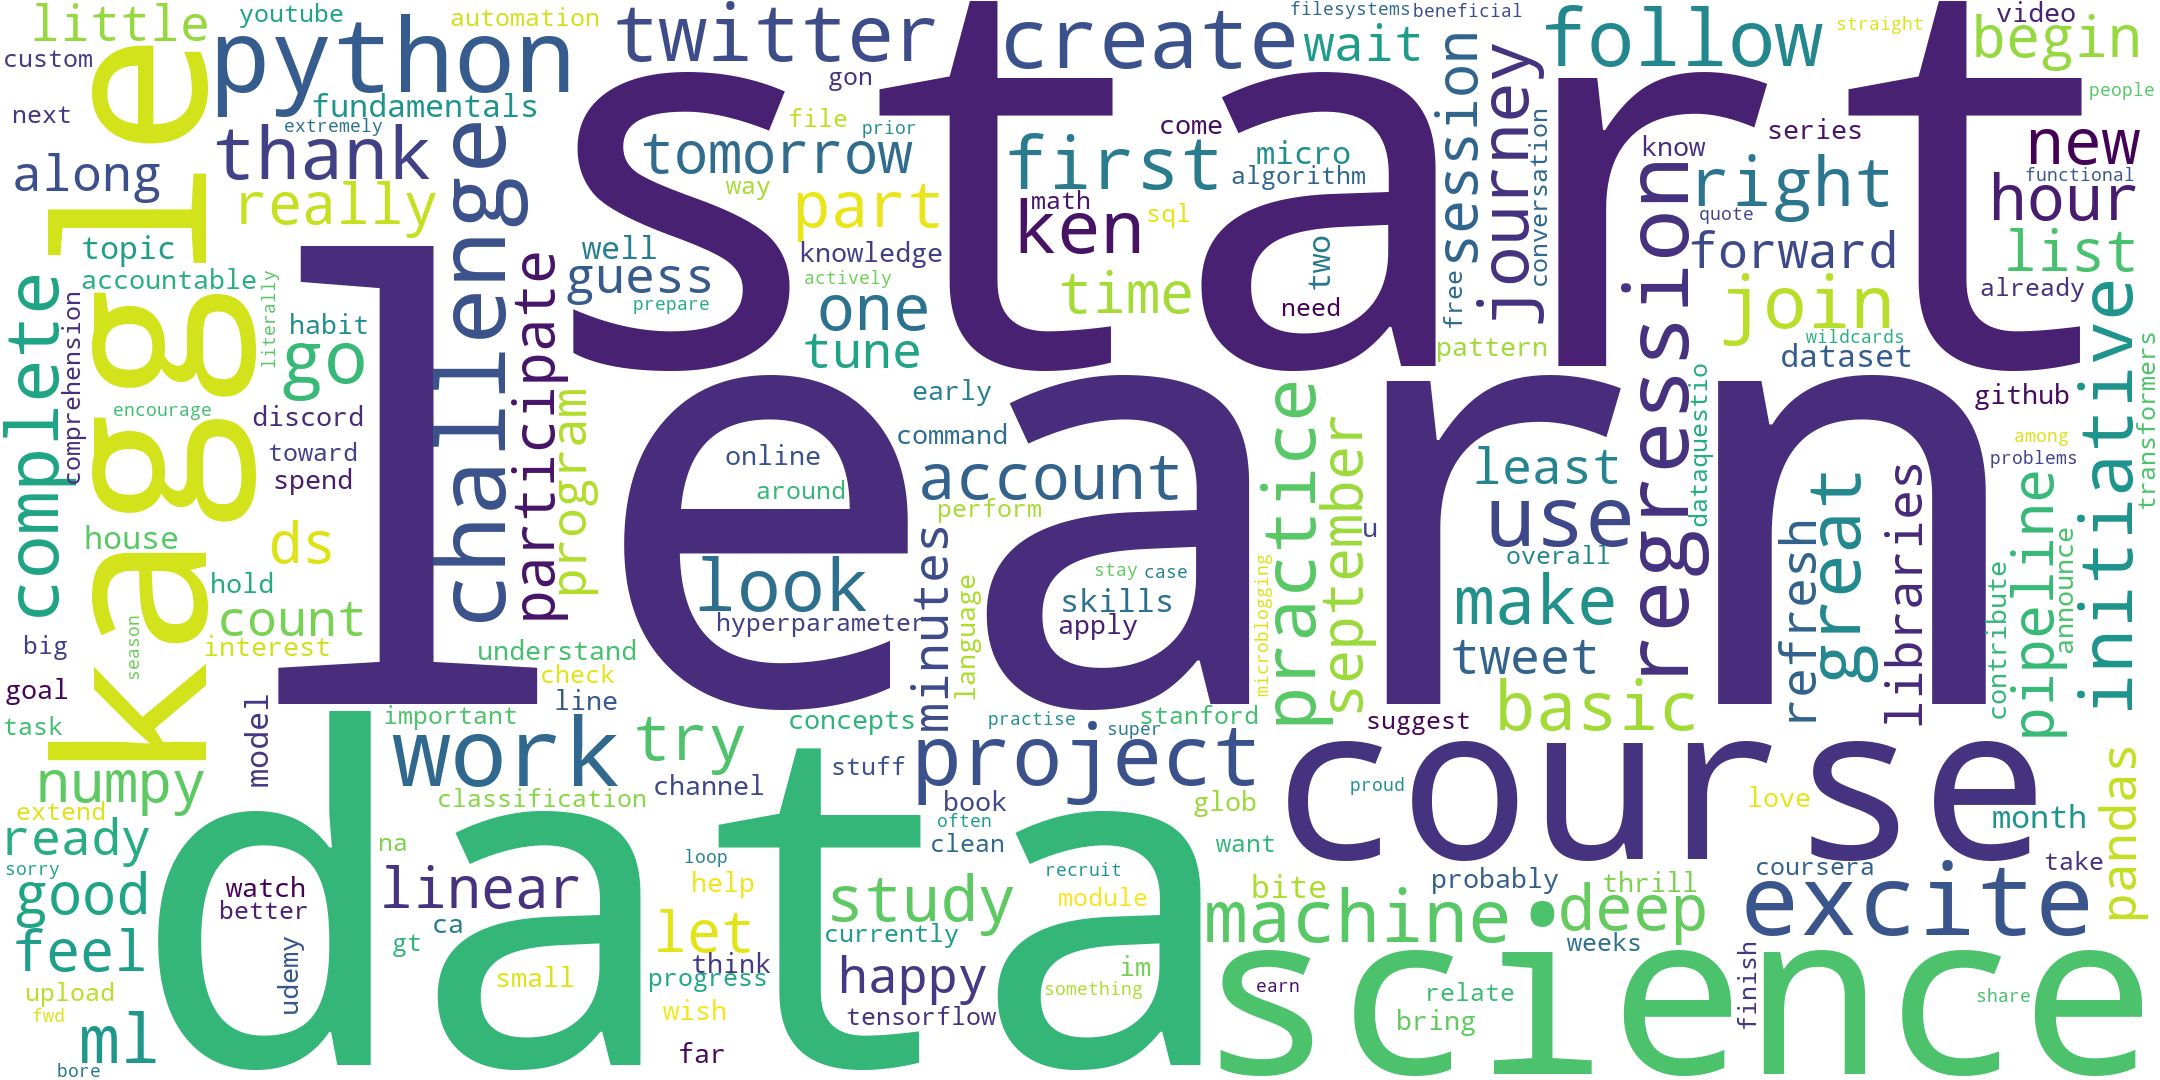 little
youtube
automation
twitter
create
filesystems
beneficial
wait
follow
straight
video
begin
custom
python
gon
people
next
fundamentals
extremely
file
prior
come
start
session
journey
conversation
series
new
kaggle
along
thank
really
challenge
tomorrow
way
part
first
micro
algorithm
math
sql
ken
know
right
quote
functional
hour
topic
accountable
literally
participate
well
guess
prepare
knowledge
actively
one
time
two
need
free
regression
forward
list
already
complete
comprehension
habit
go
tune
pattern
join
wildcards
dataset
initiative
transformers
encourage
discord
toward
spend
program
learn
early
command
practice
september
dataquestio
github
among
problems
house
ds
online
around
account
perform
least
use
u
overall
great
refresh
libraries
pipeline
announce
contribute
hold
count
look
hyperparameter
minutes
language
stay
case
skills
apply
microblogging
make
tweet
big
season
interest
understand
check
line
goal
task
model
important
work
try
concepts
practise
super
stanford
suggest
basic
numpy
channel
stuff
project
course
pandas
extend
classification
book
glob
proud
love
month
ready
data
na
often
clean
want
sorry
loop
recruit
probably
coursera
take
good
watch
better
linear
help
study
module
bite
machine
deep
thrill
excite
feel
udemy
ca
gt
let
currently
weeks
finish
upload
small
think
progress
happy
im
something
earn
science
relate
share
fwd
ml
wish
tensorflow
bring
bore
far